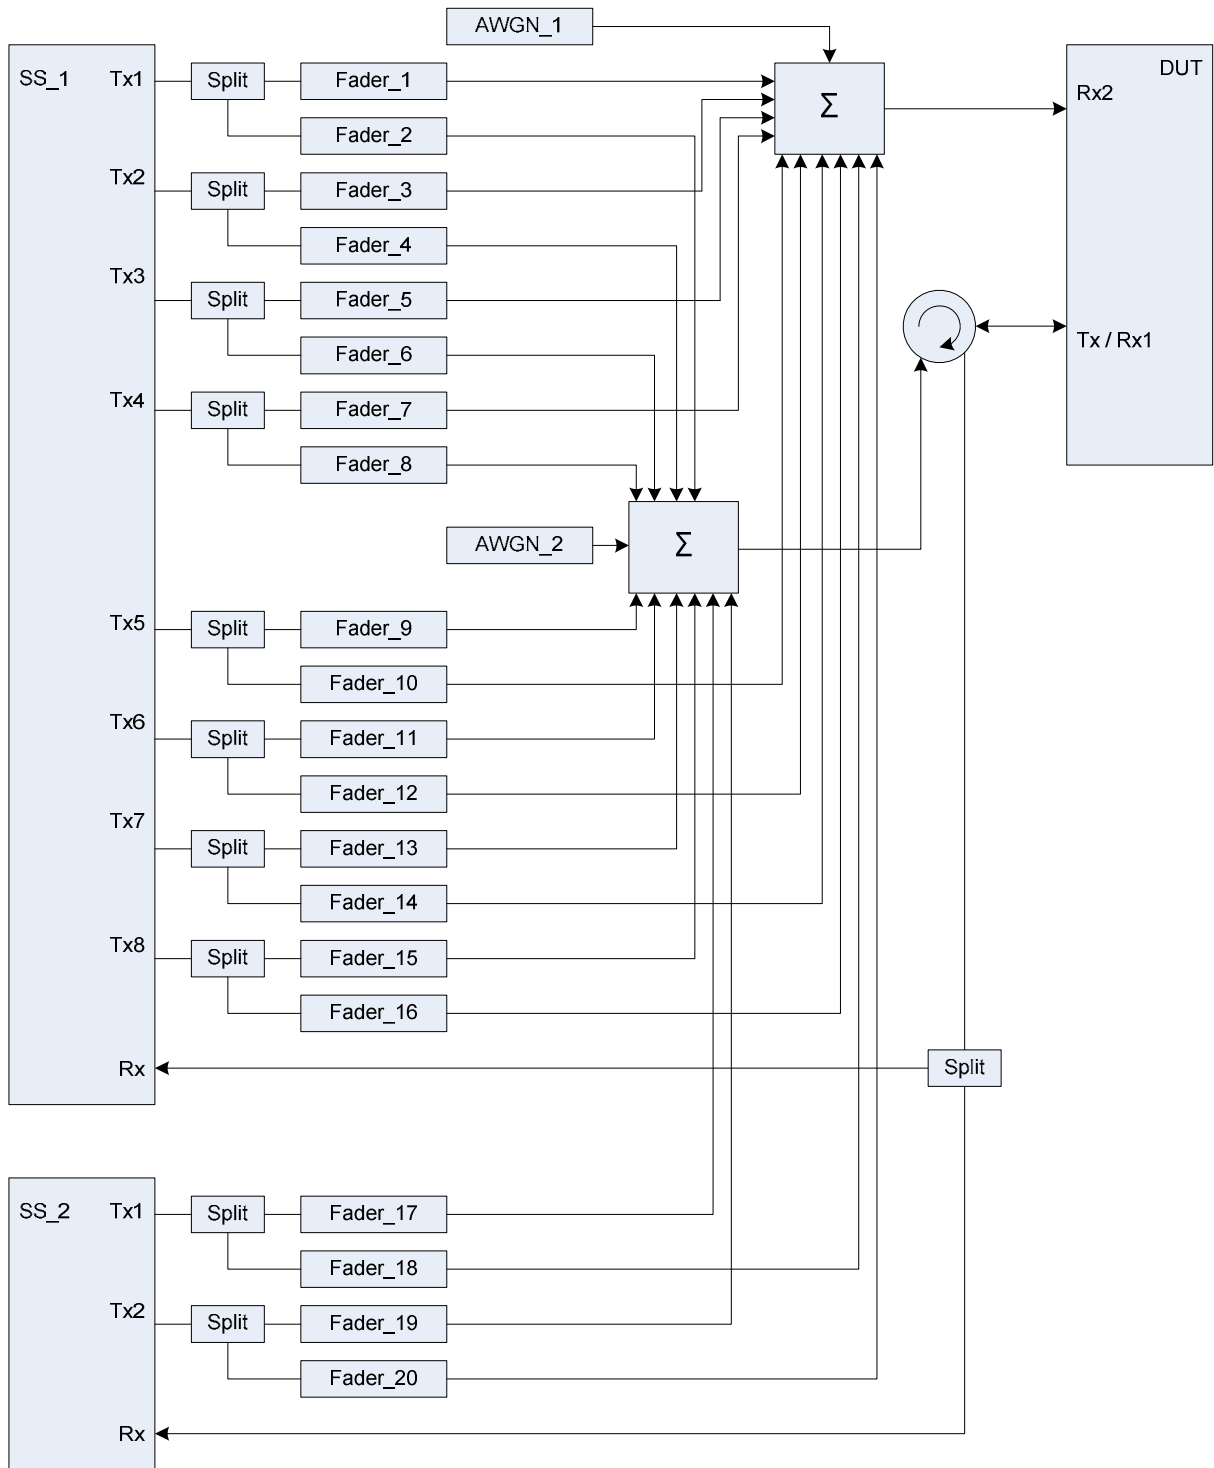 AWGN_1
SS_1
Tx1
Split
Fader_1
Σ
DUT
Rx2
Fader_2
Tx2
Split
Fader_3
Fader_4
Tx3
Split
Fader_5
Fader_6
Tx / Rx1
Tx4
Split
Fader_7
Fader_8
AWGN_2
Σ
Tx5
Split
Fader_9
Fader_10
Tx6
Split
Fader_11
Fader_12
Tx7
Split
Fader_13
Fader_14
Tx8
Split
Fader_15
Fader_16
Rx
Split
SS_2
Tx1
Split
Fader_17
Fader_18
Tx2
Split
Fader_19
Fader_20
Rx